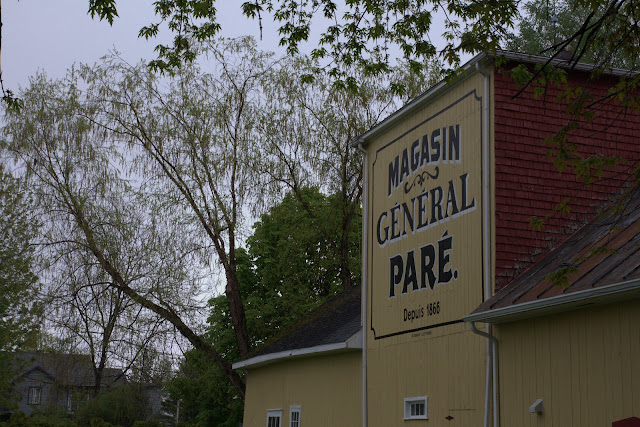 MAGASIN
GÉNÉRAL
PARÉ.
Depuis 1866